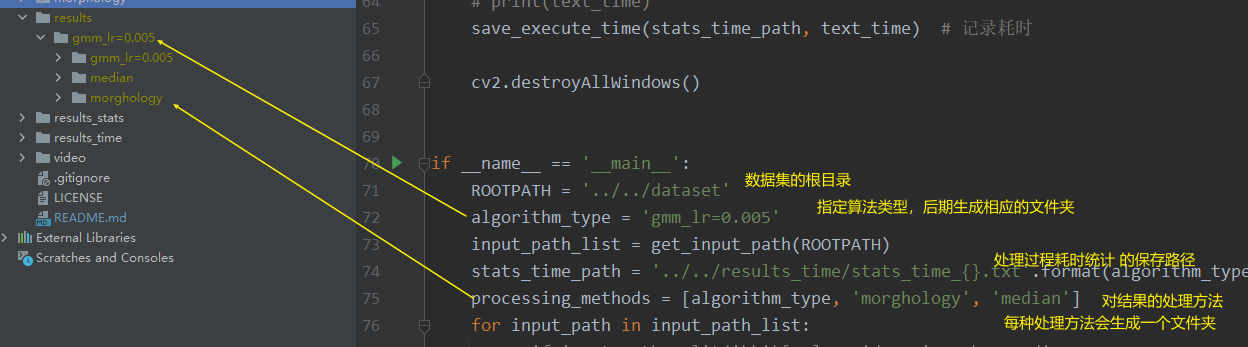 morphology
results
gmm_lr=0.005
gmm_lr=0.005
median
morghology
results_stats
results_time
video
.gitignore
LICENSE
README.md
External Libraries
Scratches and Consoles
64 # print(text_time)
65 save_execute_time(stats_time_path, text_time) # 记录耗时
66
67 cv2.destroyAllWindows()
68
69
70 if __name__ == '__main__':
71 ROOTPATH = '../../dataset' 数据集的根目录
72 algorithm_type = 'gmm_lr=0.005' 指定算法类型，后期生成相应的文件夹
73 input_path_list = get_input_path(ROOTPATH)
处理过程耗时统计 的保存路径
74 stats_time_path = '../../results_time/stats_time_{}.txt'.format(algorithm_type
75 processing_methods = [algorithm_type, 'morghology', 'median'] 对结果的处理方法
76 for input_path in input_path_list: 每种处理方法会生成一个文件夹